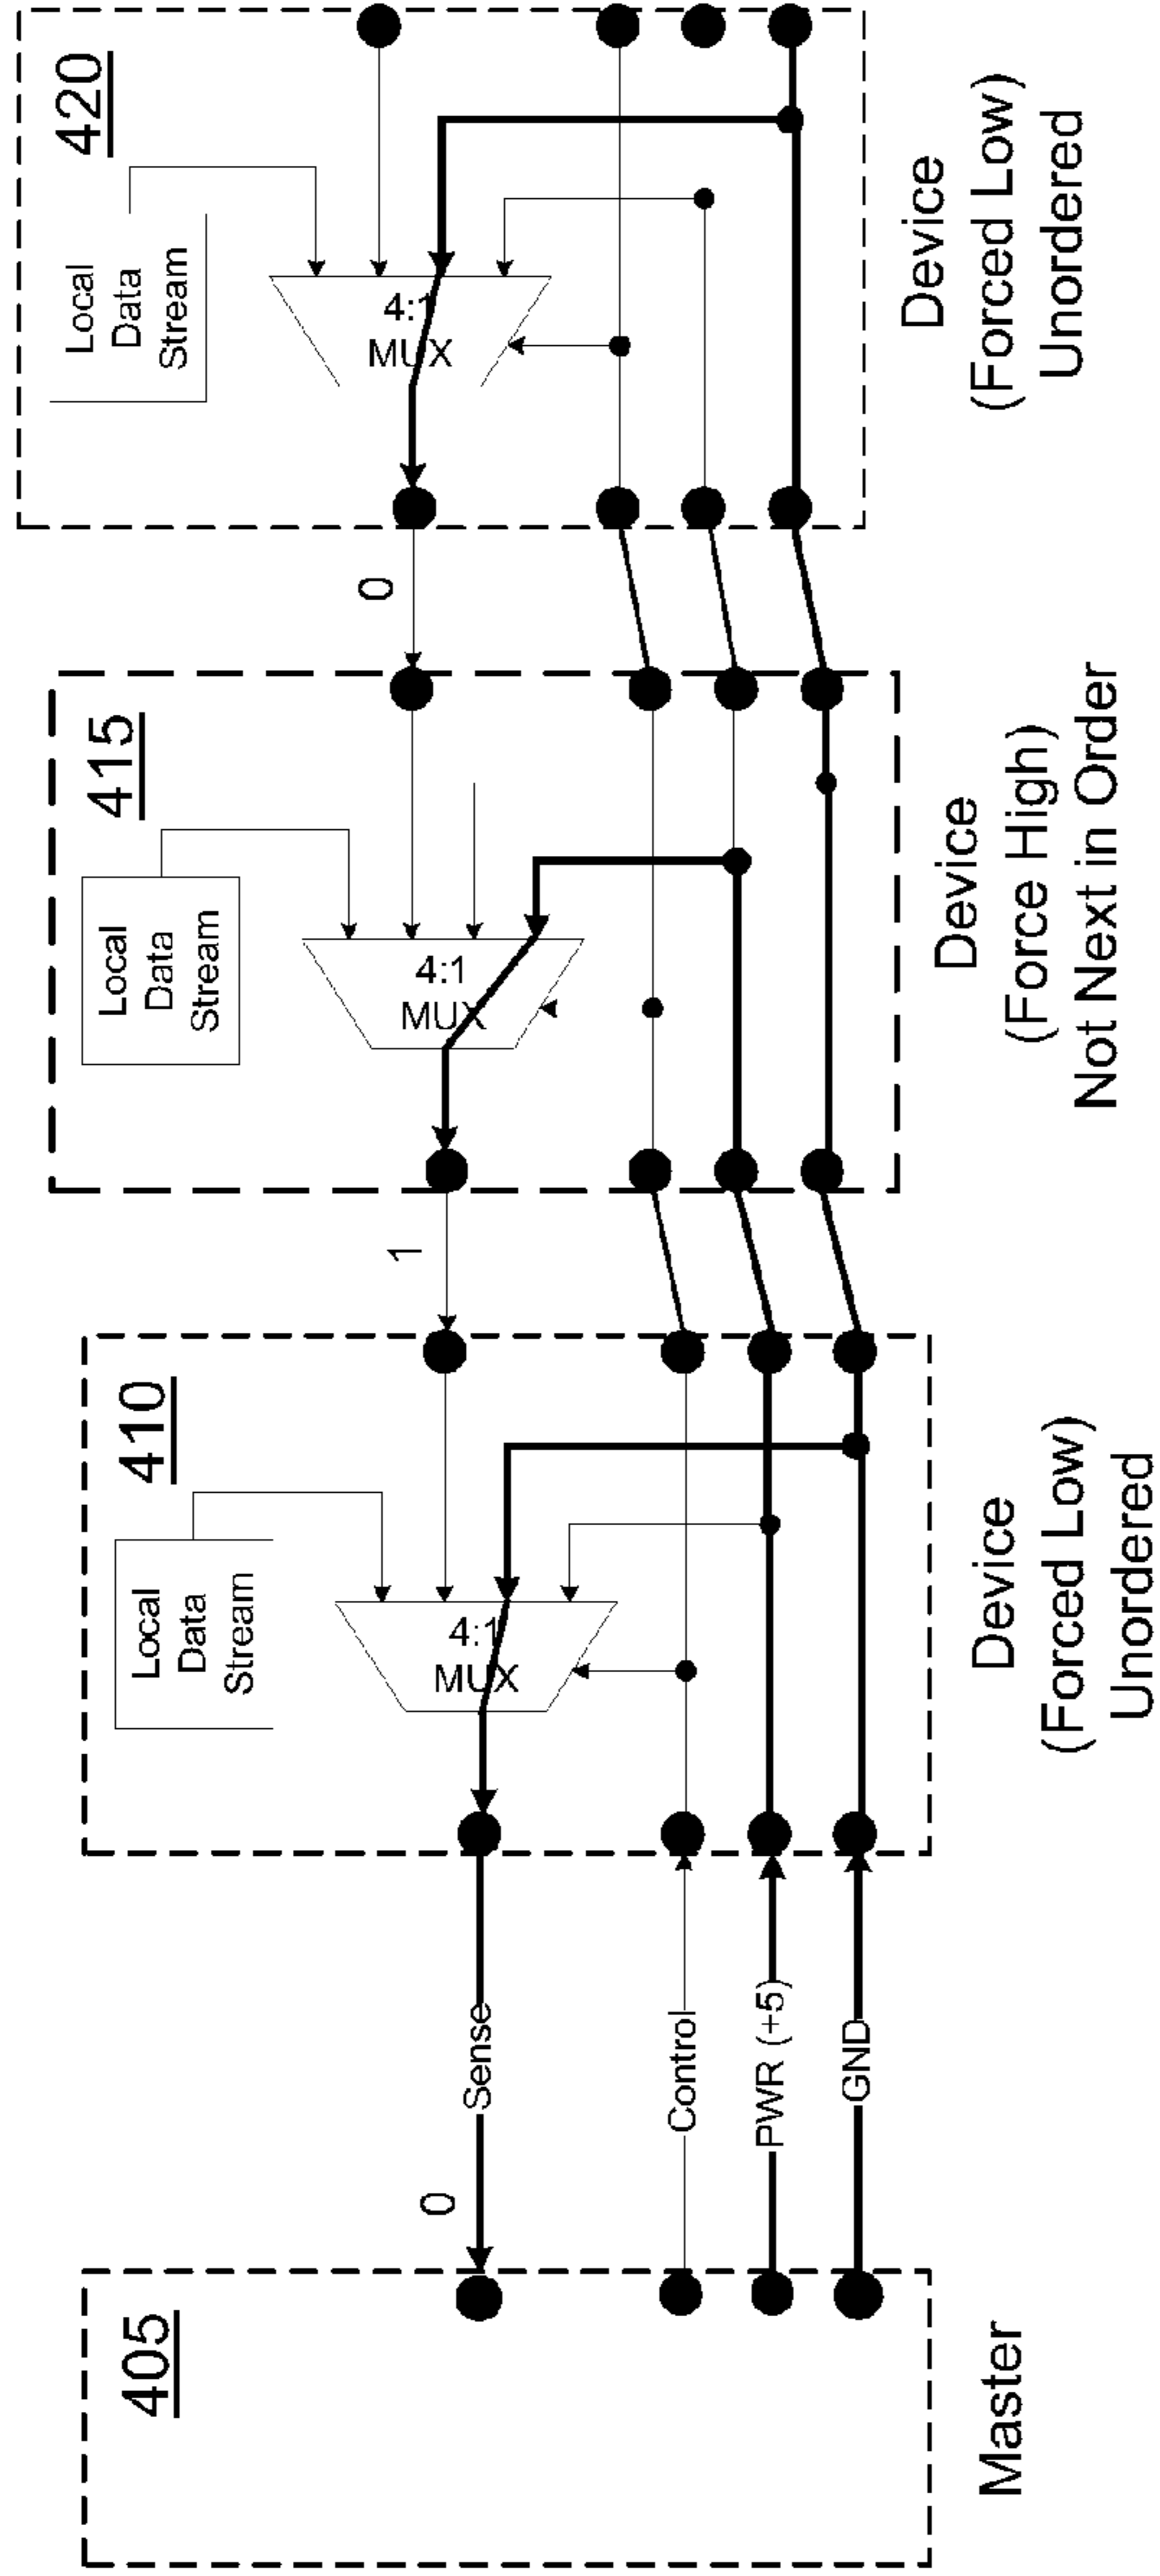 405
Master
0
Sense
Control
PWR (+5)
GND
410
Local
Data
Stream
4:1
MUX
Device
(Forced Low)
Unordered
1
415
Local
Data
Stream
4:1
MUX
Device
(Force High)
Not Next in Order
0
420
Local
Data
Stream
4:1
MUX
Device
(Forced Low)
Unordered